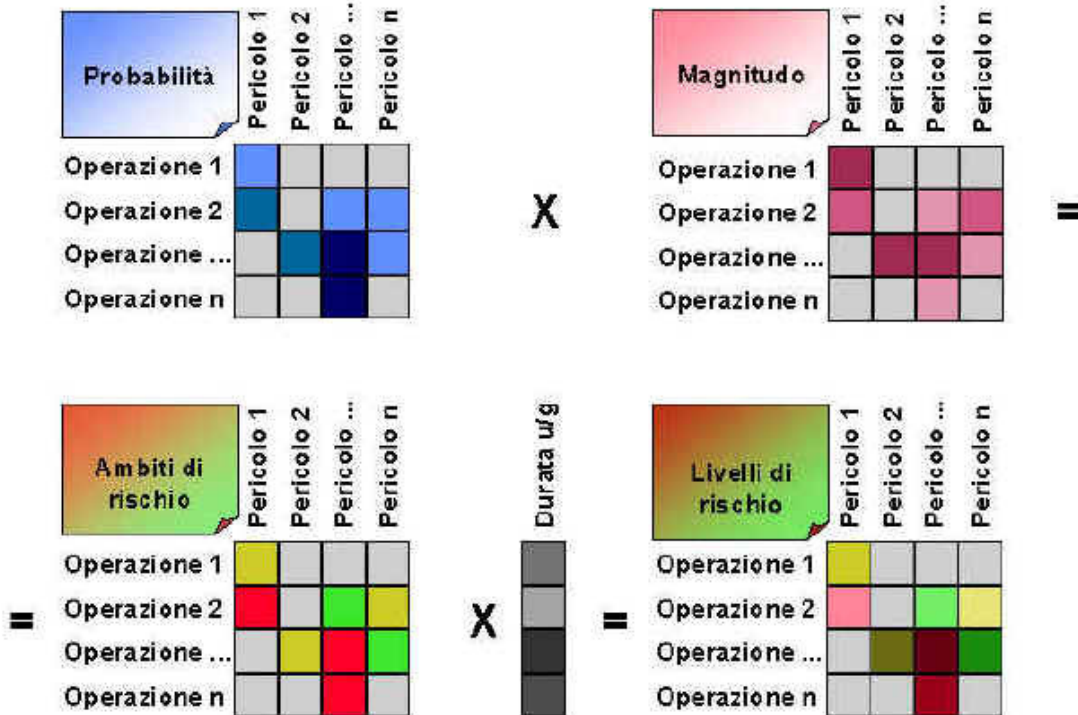 Probabilità
Pericolo 1
Pericolo 2
Pericolo ...
Pericolo n
Operazione 1
Operazione 2
Operazione ...
Operazione n
X
Magnitudo
Pericolo 1
Pericolo 2
Pericolo ...
Pericolo n
Operazione 1
Operazione 2
Operazione ...
Operazione n
=
=
Ambiti di
rischio
Pericolo 1
Pericolo 2
Pericolo ...
Pericolo n
Operazione 1
Operazione 2
Operazione ...
Operazione n
X
Durata u/g
=
Livelli di
rischio
Pericolo 1
Pericolo 2
Pericolo ...
Pericolo n
Operazione 1
Operazione 2
Operazione ...
Operazione n